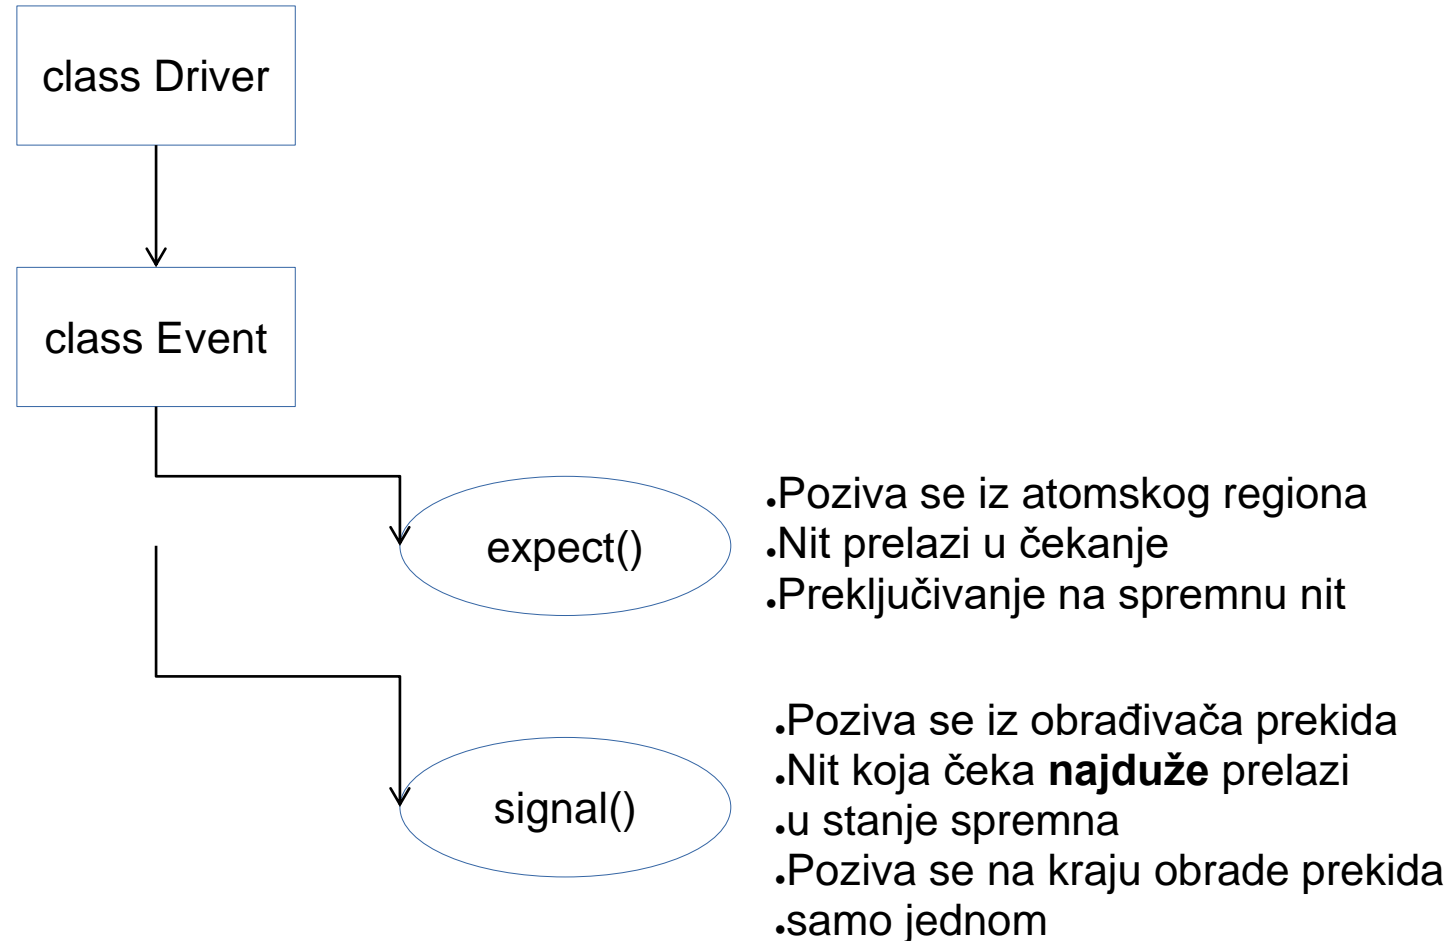 class Driver
class Event
expect()
●Poziva se iz atomskog regiona
●Nit prelazi u čekanje
●Preključivanje na spremnu nit
signal()
●Poziva se iz obrađivača prekida
●Nit koja čeka najduže prelazi
●u stanje spremna
●Poziva se na kraju obrade prekida
●samo jednom